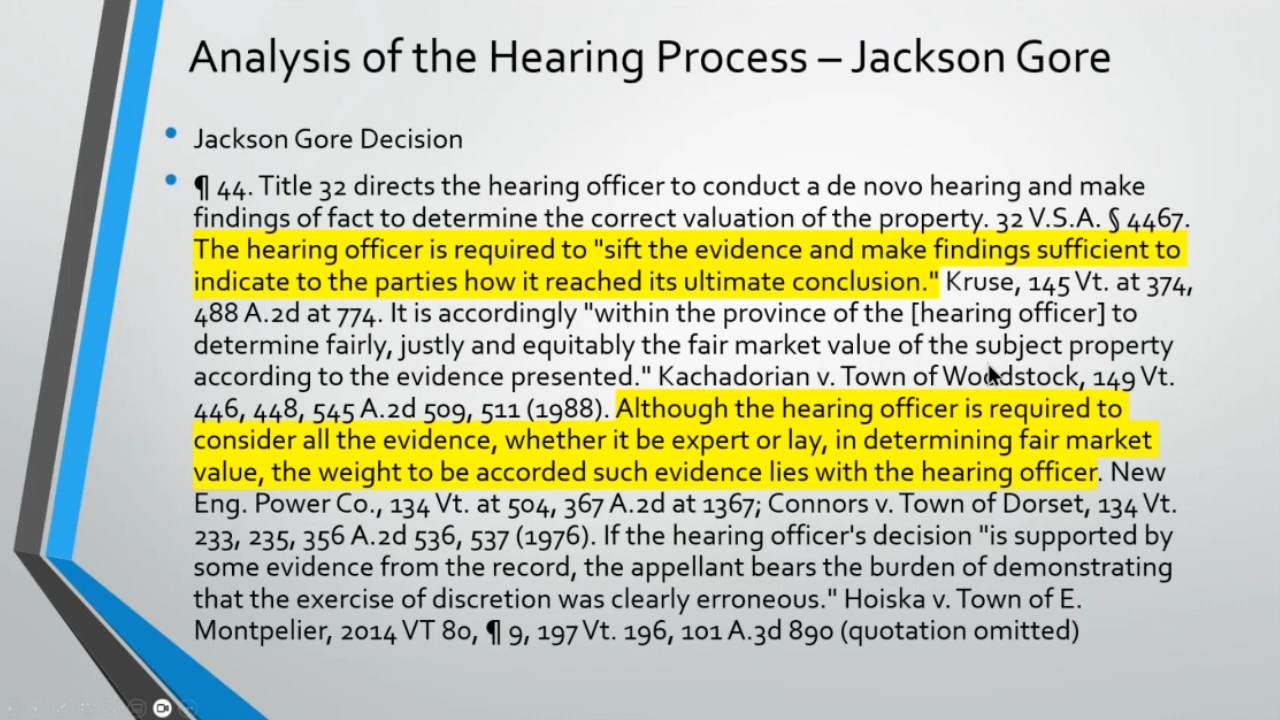 Analysis of the Hearing Process – Jackson Gore
• Jackson Gore Decision
• ¶ 44. Title 32 directs the hearing officer to conduct a de novo hearing and make
findings of fact to determine the correct valuation of the property. 32 V.S.A. § 4467.
The hearing officer is required to "sift the evidence and make findings sufficient to
indicate to the parties how it reached its ultimate conclusion." Kruse, 145 Vt. at 374,
488 A.2d at 774. It is accordingly "within the province of the [hearing officer] to
determine fairly, justly and equitably the fair market value of the subject property
according to the evidence presented." Kachadorian v. Town of Woodstock, 149 Vt.
446, 448, 545 A.2d 509, 511 (1988). Although the hearing officer is required to
consider all the evidence, whether it be expert or lay, in determining fair market
value, the weight to be accorded such evidence lies with the hearing officer. New
Eng. Power Co., 134 Vt. at 504, 367 A.2d at 1367; Connors v. Town of Dorset, 134 Vt.
233, 235, 356 A.2d 536, 537 (1976). If the hearing officer's decision "is supported by
some evidence from the record, the appellant bears the burden of demonstrating
that the exercise of discretion was clearly erroneous." Hoiska v. Town of E.
Montpelier, 2014 VT 80, ¶ 9, 197 Vt. 196, 101 A.3d 890 (quotation omitted)